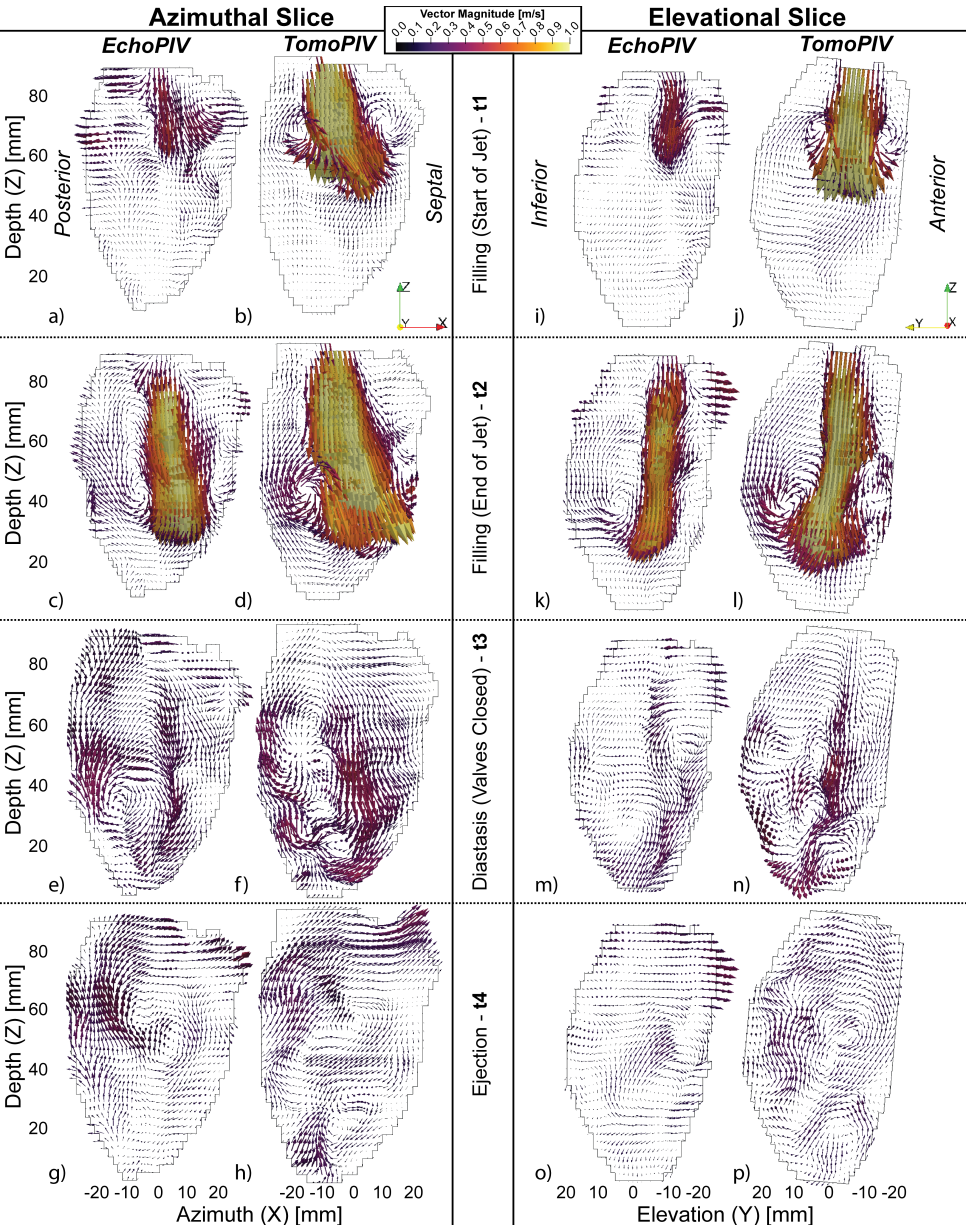 Azimuthal Slice
Vector Magnitude [m/s]
0.0 0.1 0.2 0.3 0.4 0.5 0.6 0.7 0.8 0.9 1.0
Elevational Slice
EchoPIV TomoPIV EchoPIV TomoPIV
Depth (Z) [mm]
80
60
40
20
Posterior
Septal
Filling (Start of Jet) - t1
Inferior
Anterior
Z
Y X
Z
Y X
a) b) i) j)
Depth (Z) [mm]
80
60
40
20
Filling (End of Jet) - t2
c) d) k) l)
Depth (Z) [mm]
80
60
40
20
Diastasis (Valves Closed) - t3
e) f) m) n)
Depth (Z) [mm]
80
60
40
20
Ejection - t4
g) h) o) p)
-20 -10 0 10 20 -20 -10 0 10 20 20 10 0 -10 -20 20 10 0 -10 -20
Azimuth (X) [mm] Elevation (Y) [mm]